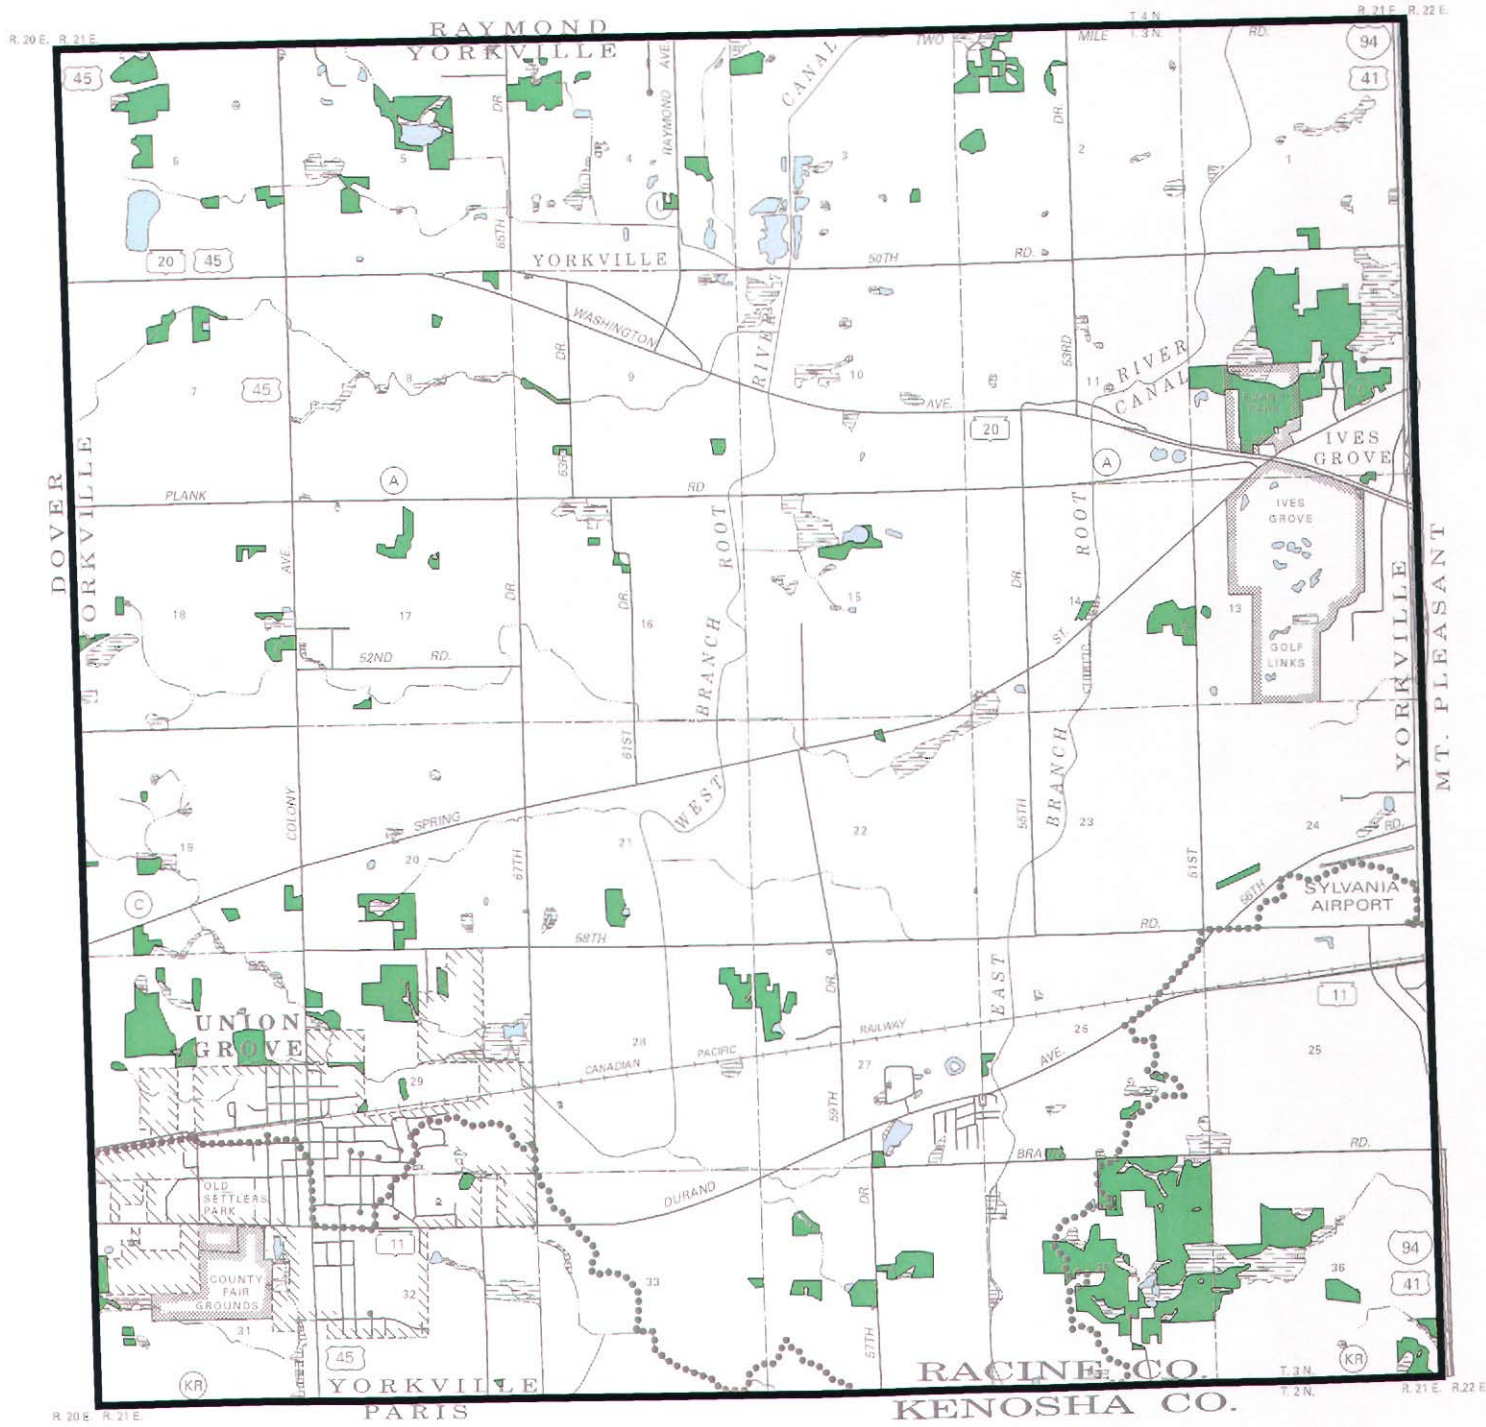 R. 20 E. R. 21 E.
RAYMOND
YORKVILLE
T. 4 N.
T. 3 N.
R. 21 E. R. 22 E.
45
DR.
RAYMOND AVE.
CANAL
TWO MILE RD.
DR.
94
41
6
5
4
3
2
1
C
65TH
20 45
YORKVILLE
50TH RD.
WASHINGTON AVE.
DR.
RIVER
53RD
RIVER
CANAL
7
45
8
9
10
11
20
IVES
GROVE
63RD
A
A
PLANK RD
DOVER
YORKVILLE
ROOT
ROOT
IVES
GROVE
AVE.
DR.
DR.
DR.
18
17
16
15
14
13
52ND RD.
ST.
GOLF
LINKS
YORKVILLE
MT. PLEASANT
BRANCH
61ST
BRANCH
WEST
COLONY
SPRING
19
20
21
22
55TH
23
24
RD.
67TH
51ST
56TH
C
SYLVANIA
AIRPORT
58TH RD.
DR.
EAST
11
UNION
GROVE
29
28
CANADIAN PACIFIC RAILWAY
27
26
25
AVE.
59TH
BRA RD.
OLD
SETTLERS
PARK
DURAND
DR.
11
COUNTY
FAIR
GROUNDS
31
32
33
36
94
41
57TH
45
KR
KR
YORKVILLE
PARIS
RACINE CO.
KENOSHA CO.
T. 3 N.
T. 2 N.
R. 20 E. R. 21 E.
R. 21 E. R. 22 E.